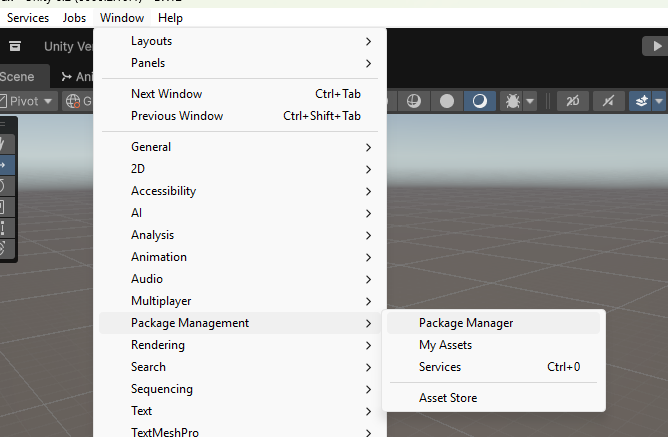 Services Jobs Window Help
Unity Ve
Scene Ani
Pivot G
2D
Layouts
Panels
Next Window Ctrl+Tab
Previous Window Ctrl+Shift+Tab
General
2D
Accessibility
AI
Analysis
Animation
Audio
Multiplayer
Package Management
Package Manager
Rendering
My Assets
Search
Services Ctrl+0
Sequencing
Asset Store
Text
TextMeshPro